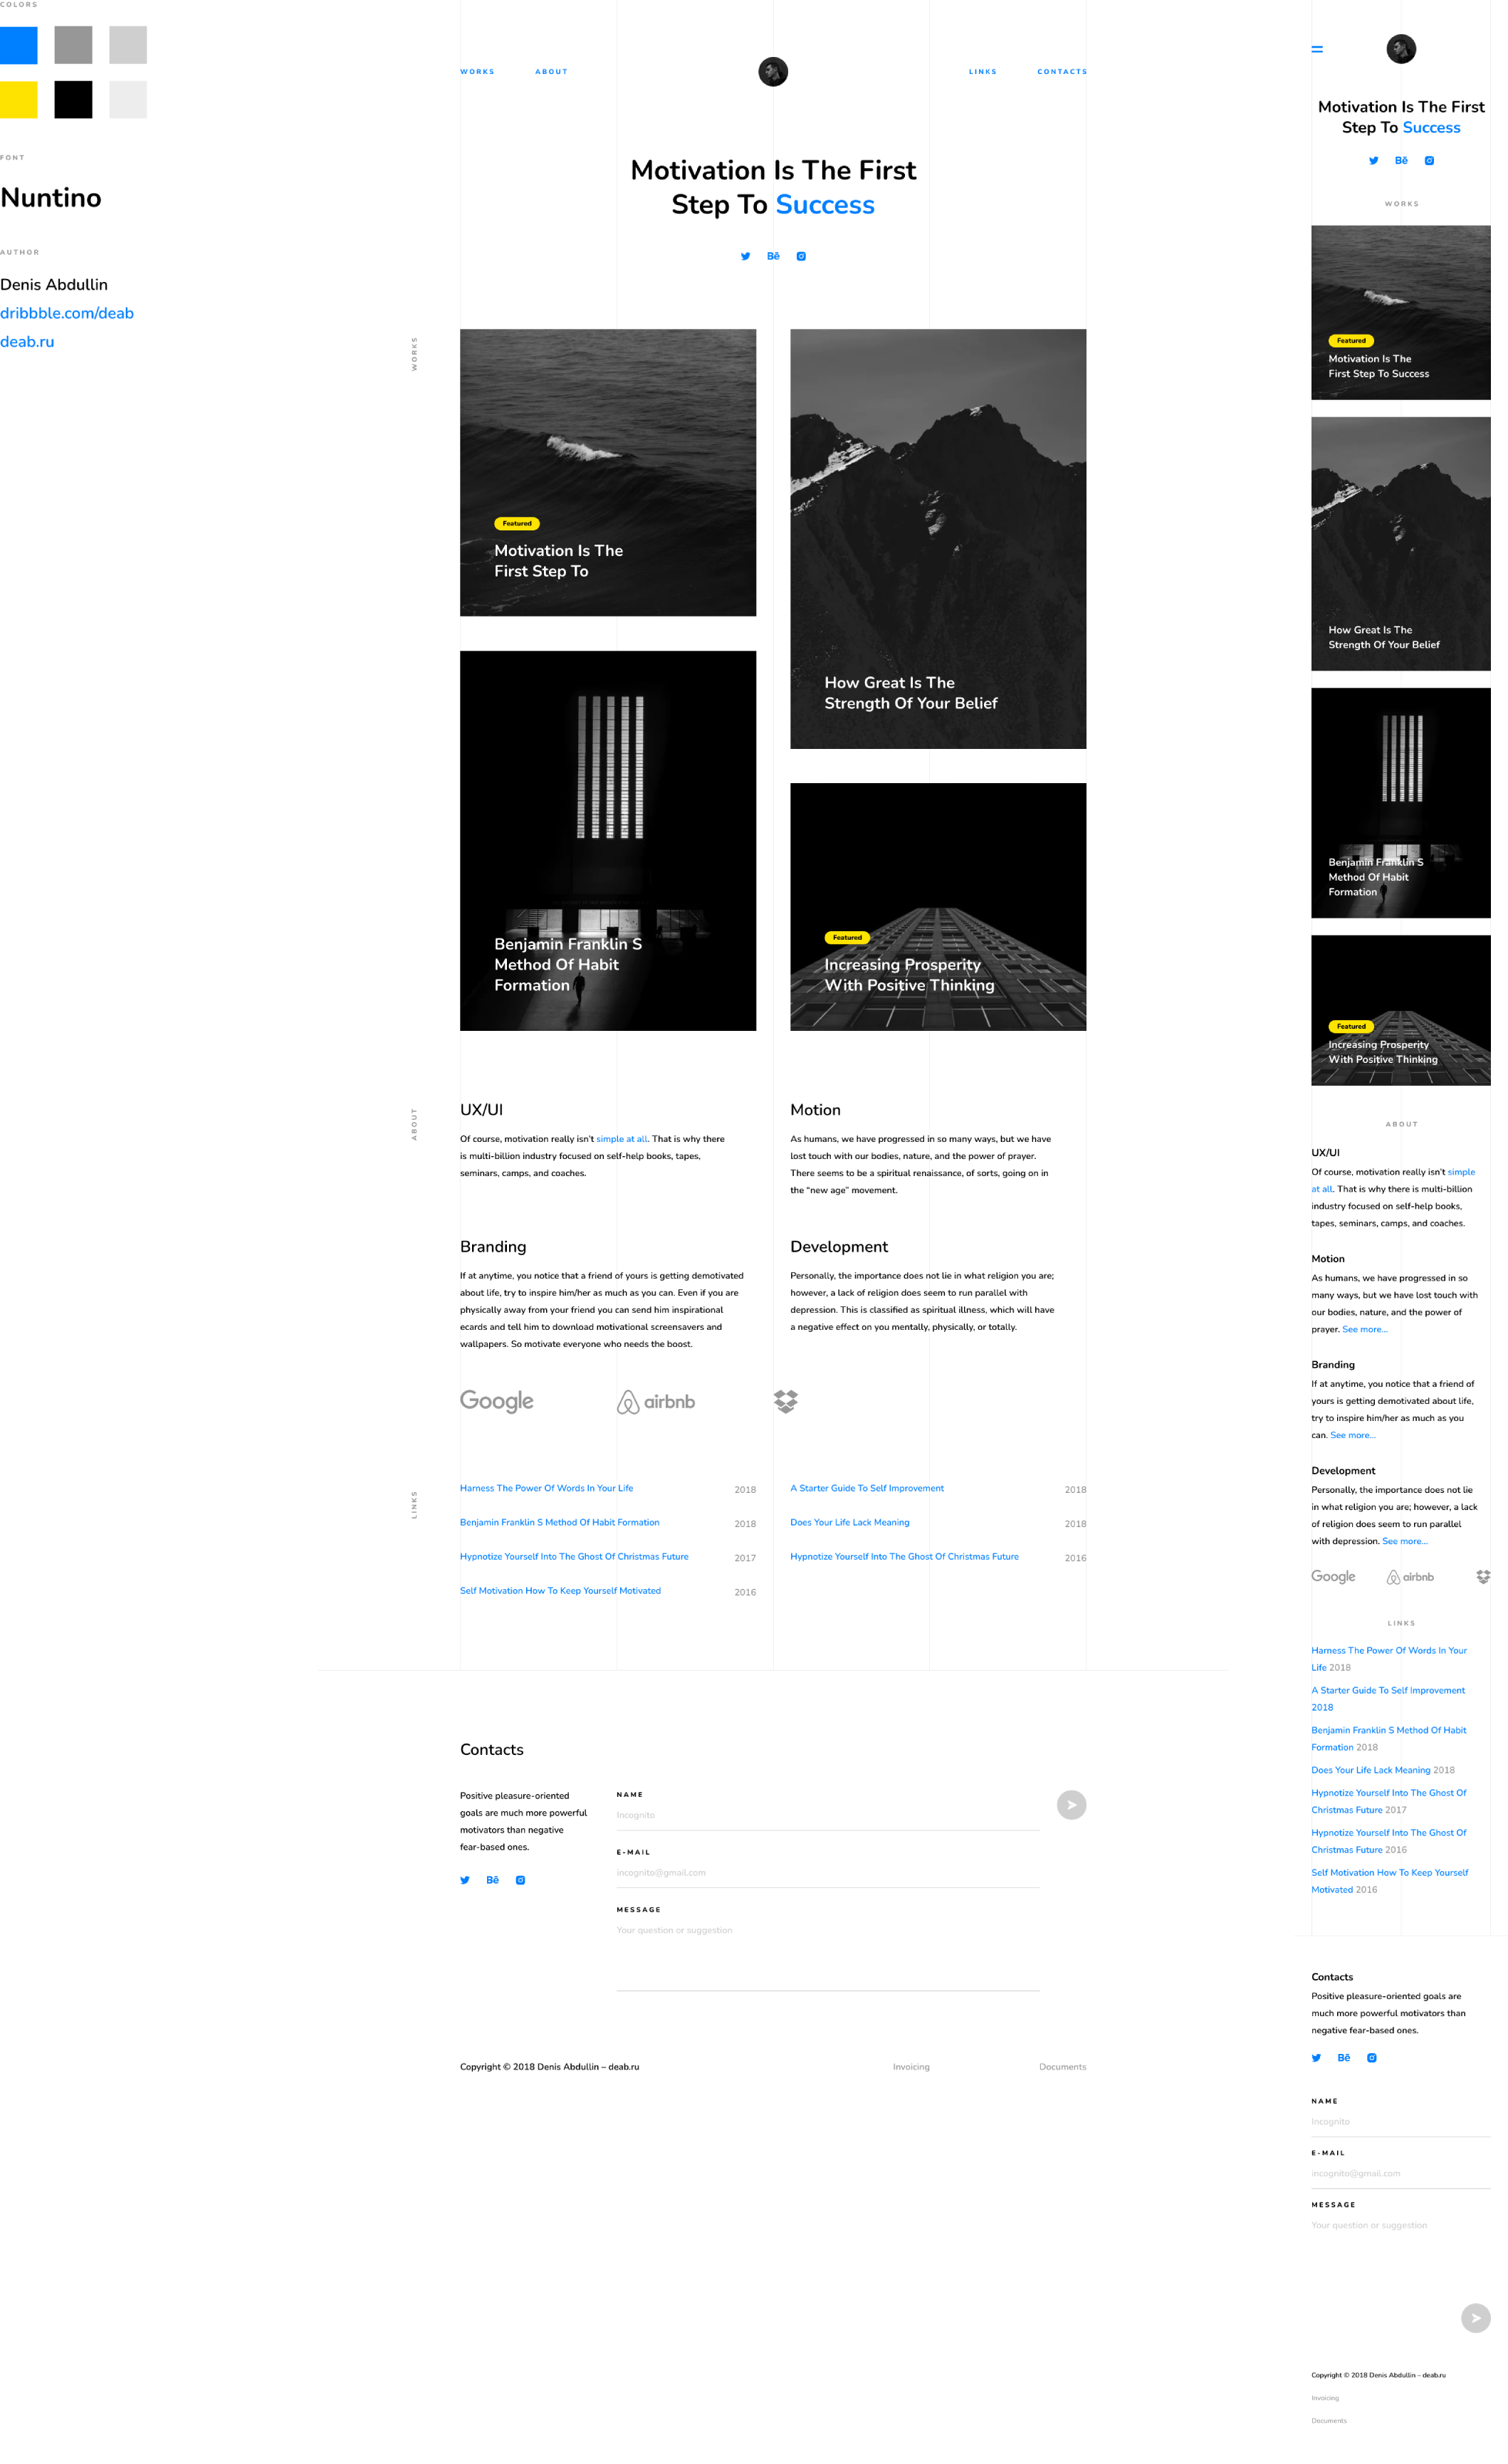 COLORS
FONT
Nuntino
AUTHOR
Denis Abdullin
dribbble.com/deab
deab.ru
WORKS
ABOUT
LINKS
CONTACTS
Motivation Is The First
Step To Success
Bē
WORKS
Featured
Motivation Is The
First Step To
How Great Is The
Strength Of Your Belief
Benjamin Franklin S
Method Of Habit
Formation
Featured
Increasing Prosperity
With Positive Thinking
ABOUT
UX/UI
Of course, motivation really isn't simple at all. That is why there
is multi-billion industry focused on self-help books, tapes,
seminars, camps, and coaches.
Motion
As humans, we have progressed in so many ways, but we have
lost touch with our bodies, nature, and the power of prayer.
There seems to be a spiritual renaissance, of sorts, going on in
the “new age” movement.
Branding
If at anytime, you notice that a friend of yours is getting demotivated
about life, try to inspire him/her as much as you can. Even if you are
physically away from your friend you can send him inspirational
ecards and tell him to download motivational screensavers and
wallpapers. So motivate everyone who needs the boost.
Development
Personally, the importance does not lie in what religion you are;
however, a lack of religion does seem to run parallel with
depression. This is classified as spiritual illness, which will have
a negative effect on you mentally, physically, or totally.
Google
airbnb
LINKS
Harness The Power Of Words In Your Life 2018
Benjamin Franklin S Method Of Habit Formation 2018
Hypnotize Yourself Into The Ghost Of Christmas Future 2017
Self Motivation How To Keep Yourself Motivated 2016
A Starter Guide To Self Improvement 2018
Does Your Life Lack Meaning 2018
Hypnotize Yourself Into The Ghost Of Christmas Future 2016
Contacts
Positive pleasure-oriented
goals are much more powerful
motivators than negative
fear-based ones.
Bē
NAME
Incognito
E-MAIL
incognito@gmail.com
MESSAGE
Your question or suggestion
Copyright © 2018 Denis Abdullin – deab.ru
Invoicing
Documents
Motivation Is The First
Step To Success
Bē
WORKS
Featured
Motivation Is The
First Step To Success
How Great Is The
Strength Of Your Belief
Benjamin Franklin S
Method Of Habit
Formation
Featured
Increasing Prosperity
With Positive Thinking
ABOUT
UX/UI
Of course, motivation really isn't simple
at all. That is why there is multi-billion
industry focused on self-help books,
tapes, seminars, camps, and coaches.
Motion
As humans, we have progressed in so
many ways, but we have lost touch with
our bodies, nature, and the power of
prayer. See more...
Branding
If at anytime, you notice that a friend of
yours is getting demotivated about life,
try to inspire him/her as much as you
can. See more...
Development
Personally, the importance does not lie
in what religion you are; however, a lack
of religion does seem to run parallel
with depression. See more...
Google
airbnb
LINKS
Harness The Power Of Words In Your
Life 2018
A Starter Guide To Self Improvement
2018
Benjamin Franklin S Method Of Habit
Formation 2018
Does Your Life Lack Meaning 2018
Hypnotize Yourself Into The Ghost Of
Christmas Future 2017
Hypnotize Yourself Into The Ghost Of
Christmas Future 2016
Self Motivation How To Keep Yourself
Motivated 2016
Contacts
Positive pleasure-oriented goals are
much more powerful motivators than
negative fear-based ones.
Bē
NAME
Incognito
E-MAIL
incognito@gmail.com
MESSAGE
Your question or suggestion
Copyright © 2018 Denis Abdullin – deab.ru
Invoicing
Documents